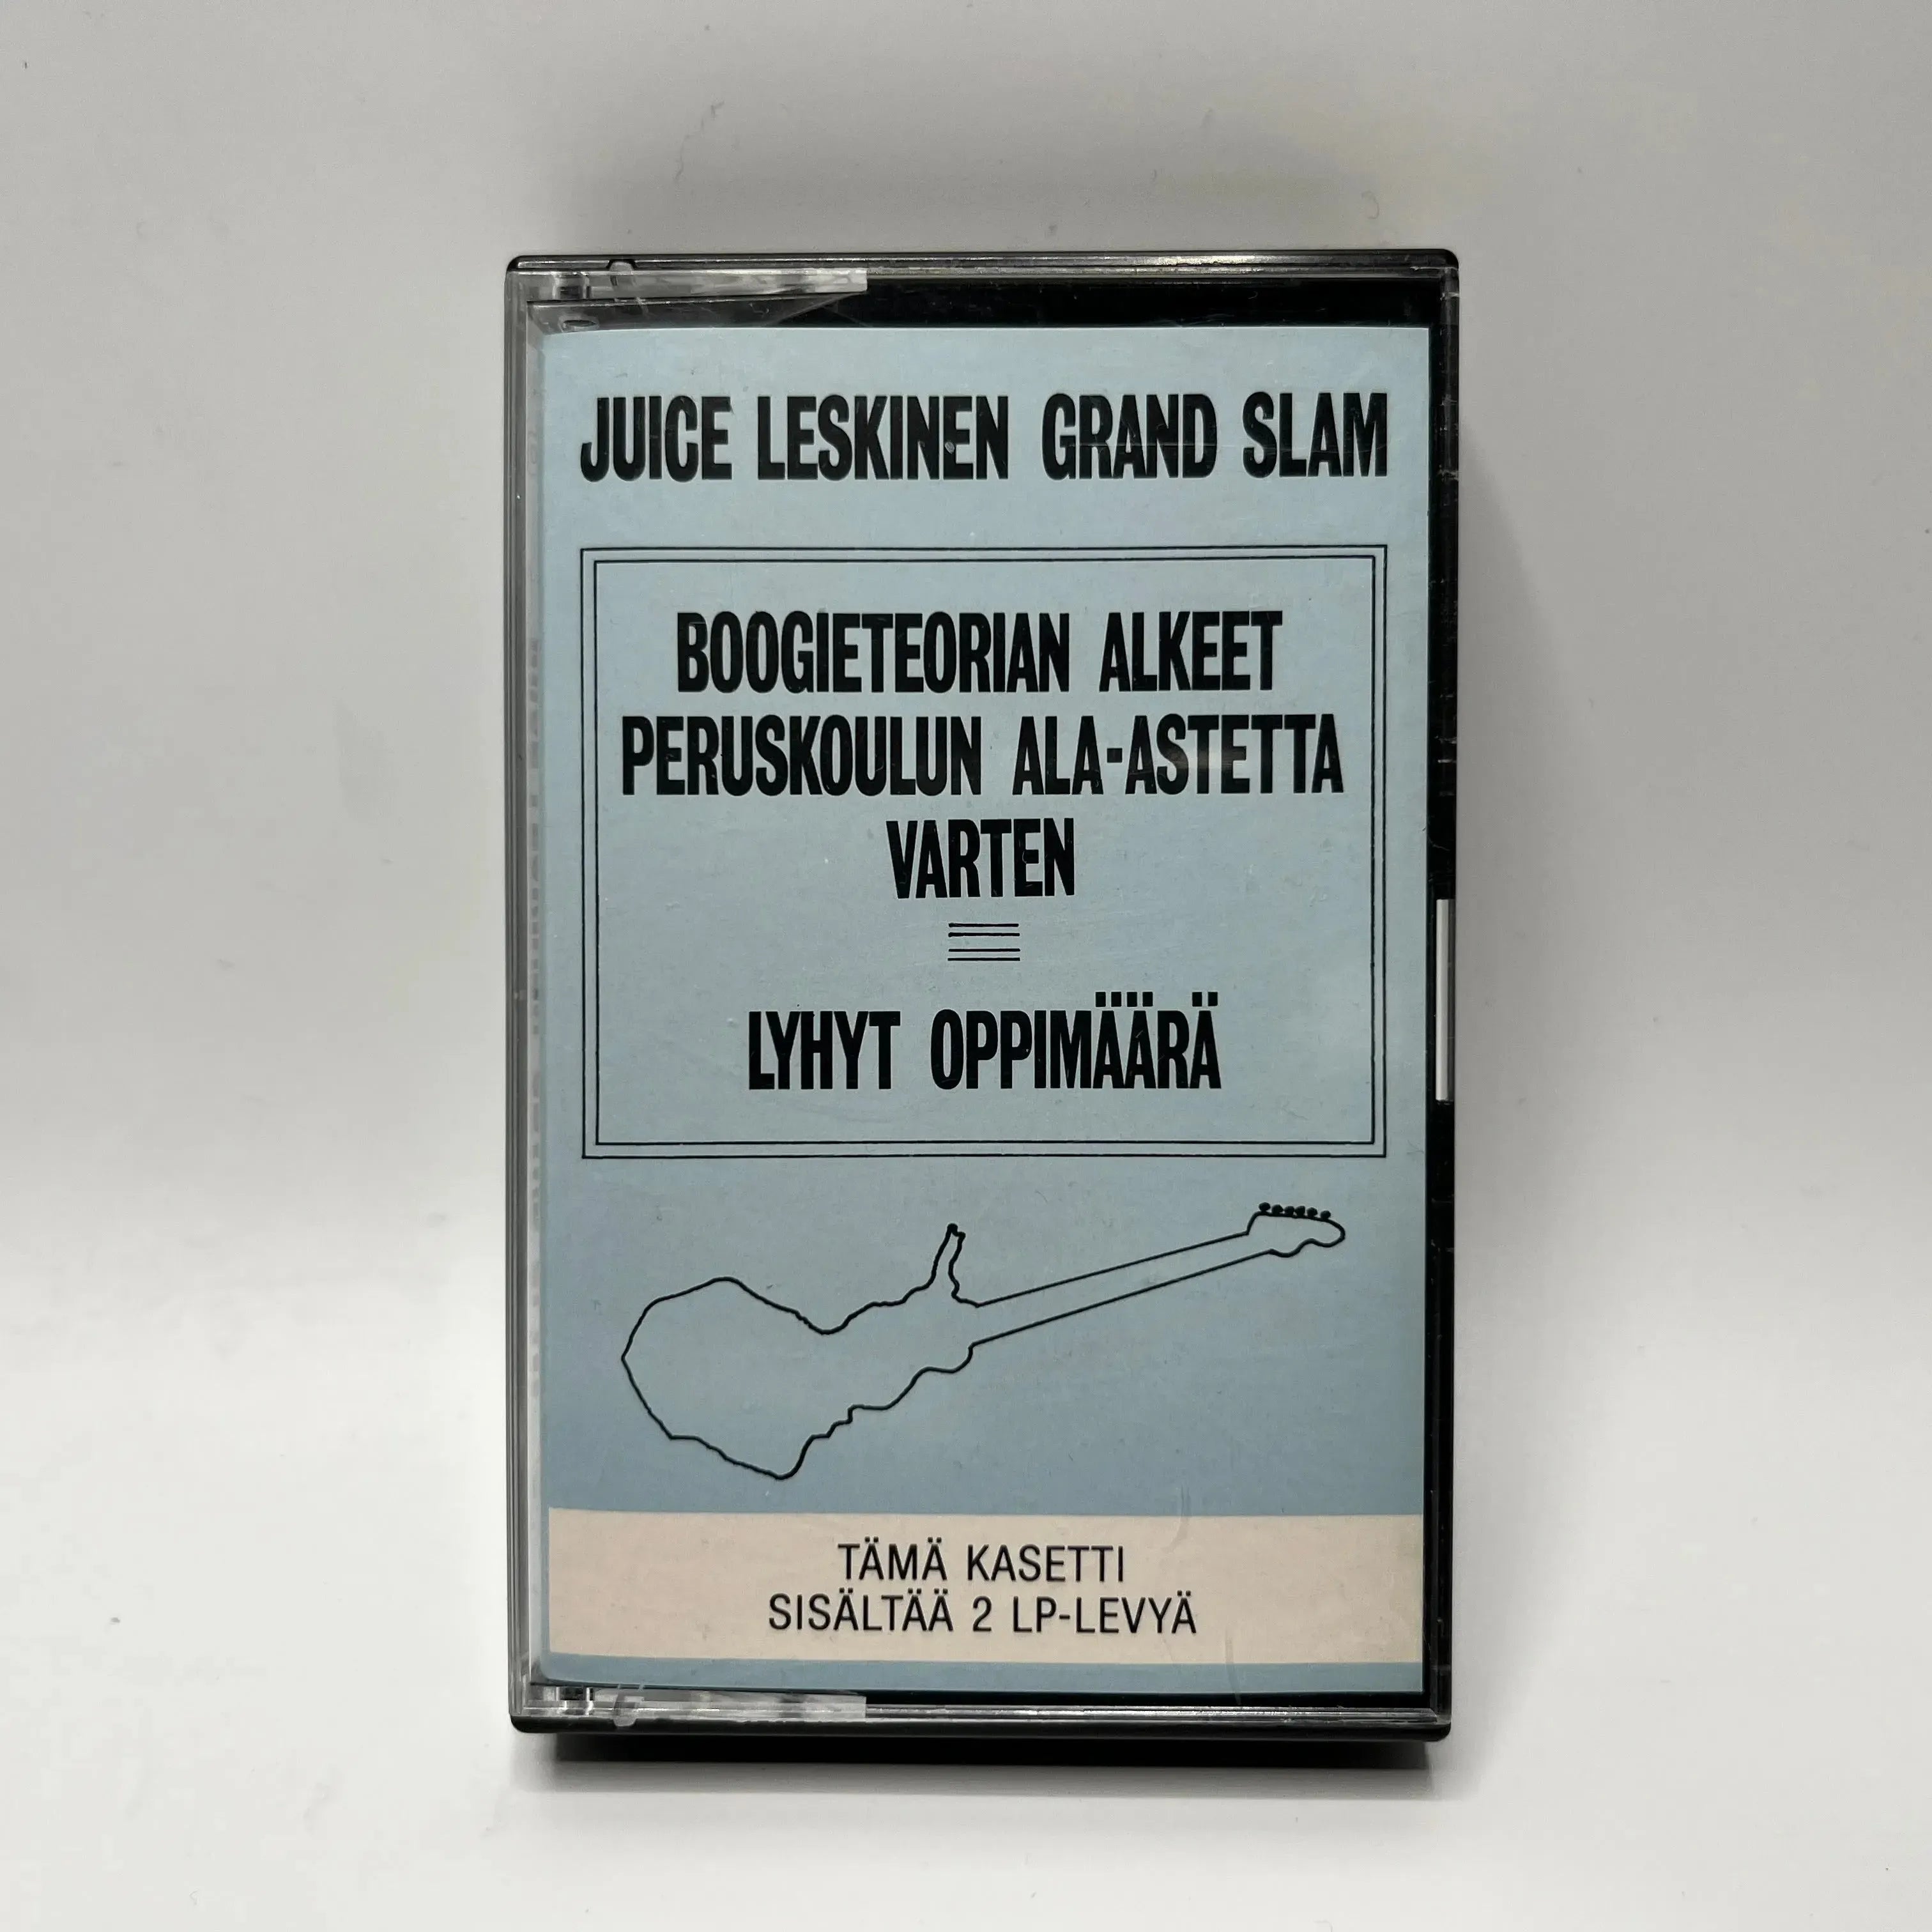 JUICE LESKINEN GRAND SLAM
BOOGIETEORIAN ALKEET
PERUSKOULUN ALA-ASTETTA
VARTEN
LYHYT OPPIMÄÄRÄ
TÄMÄ KASETTI
SISÄLTÄÄ 2 LP-LEVYÄ